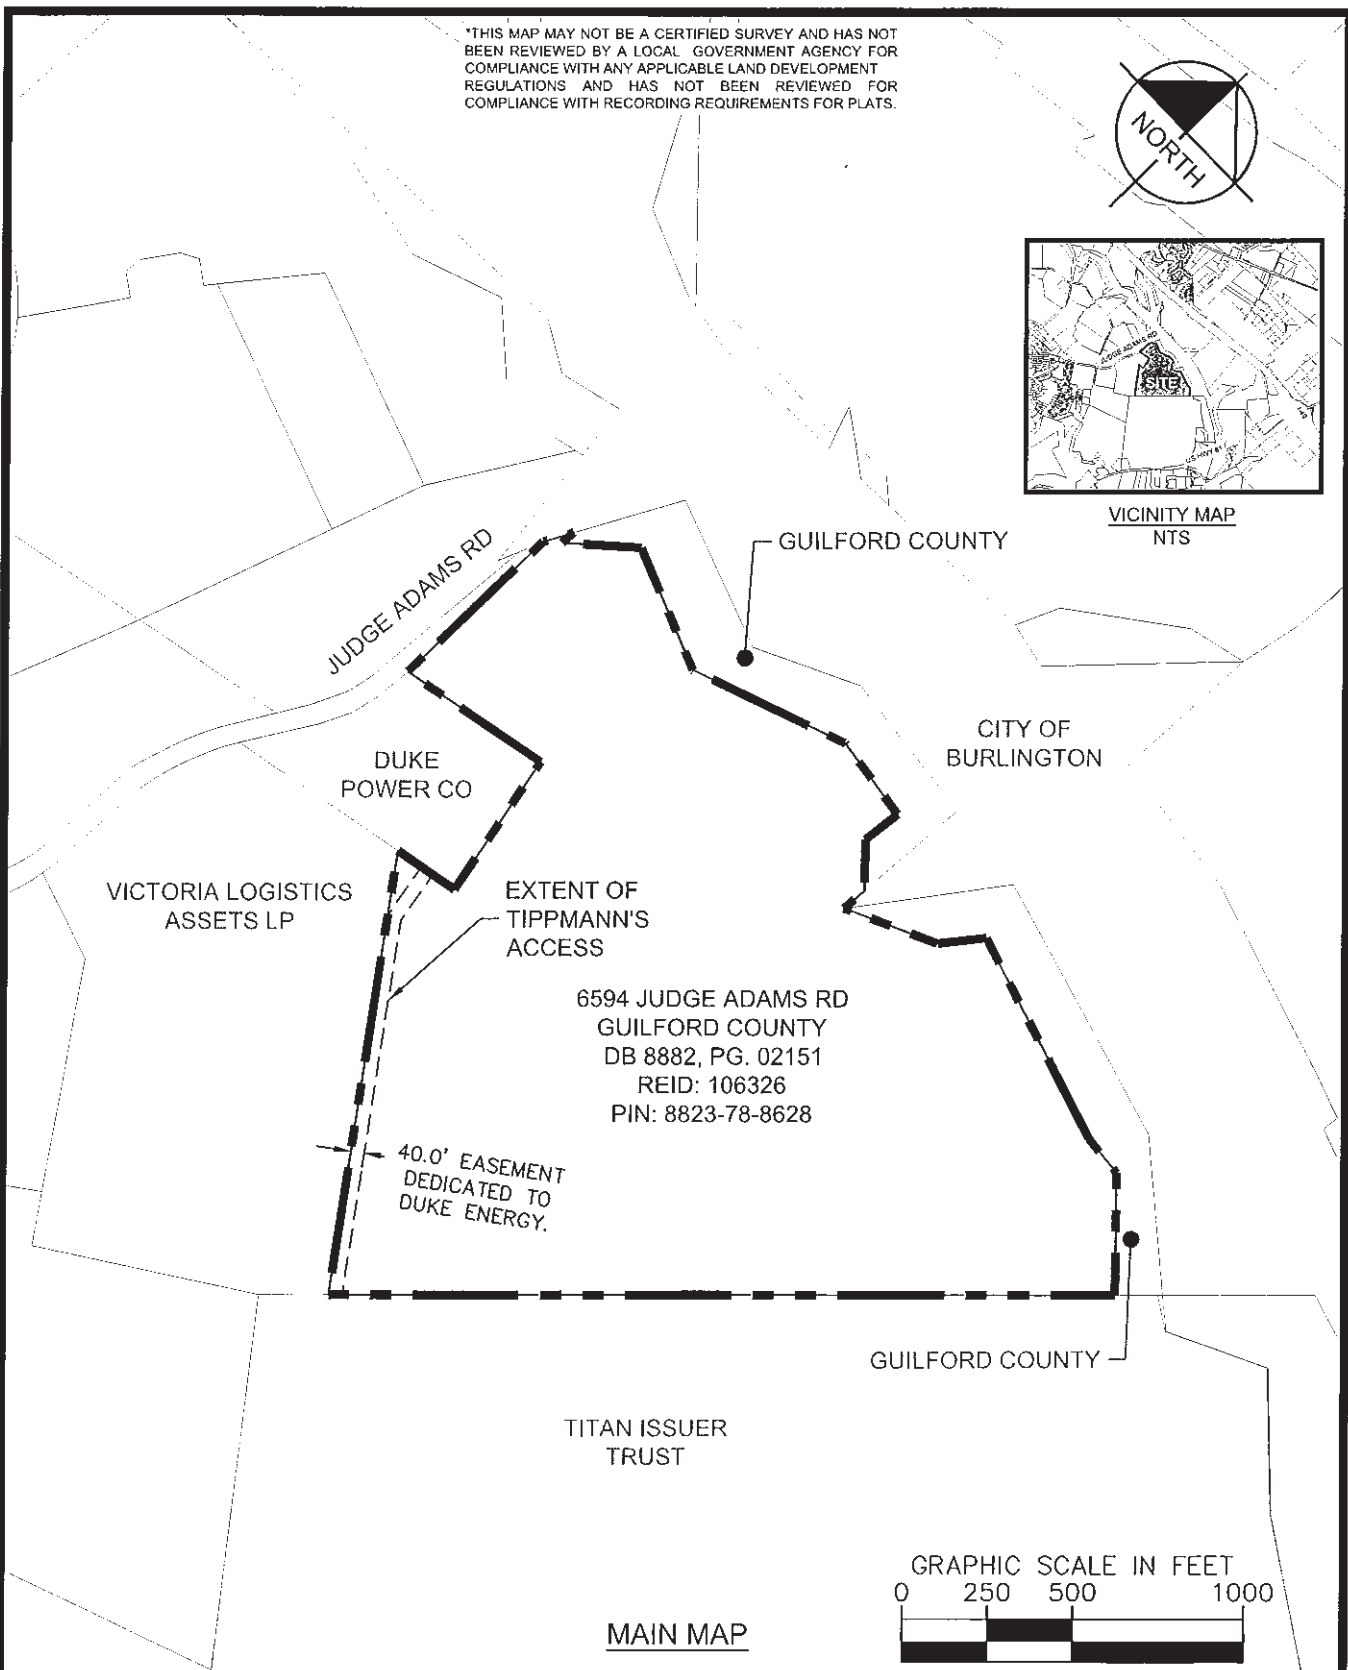 *THIS MAP MAY NOT BE A CERTIFIED SURVEY AND HAS NOT
BEEN REVIEWED BY A LOCAL GOVERNMENT AGENCY FOR
COMPLIANCE WITH ANY APPLICABLE LAND DEVELOPMENT
REGULATIONS AND HAS NOT BEEN REVIEWED FOR
COMPLIANCE WITH RECORDING REQUIREMENTS FOR PLATS.
NORTH
JUDGE ADAMS RD
SITE
US HWY
VICINITY MAP
NTS
GUILFORD COUNTY
JUDGE ADAMS RD
CITY OF
BURLINGTON
DUKE
POWER CO
VICTORIA LOGISTICS
ASSETS LP
EXTENT OF
TIPPMANN'S
ACCESS
6594 JUDGE ADAMS RD
GUILFORD COUNTY
DB 8882, PG. 02151
REID: 106326
PIN: 8823-78-8628
40.0' EASEMENT
DEDICATED TO
DUKE ENERGY.
GUILFORD COUNTY
TITAN ISSUER
TRUST
GRAPHIC SCALE IN FEET
0 250 500 1000
MAIN MAP